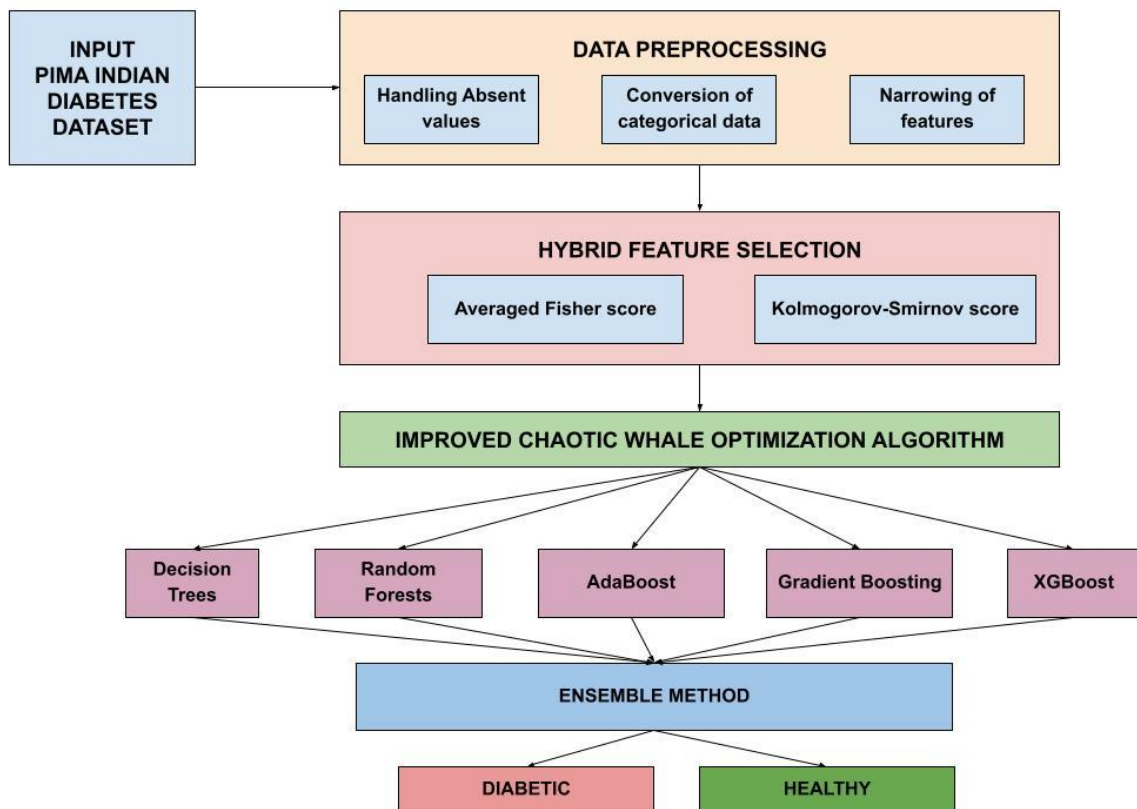 INPUT
PIMA INDIAN
DIABETES
DATASET
DATA PREPROCESSING
Handling Absent
values
Conversion of
categorical data
Narrowing of
features
HYBRID FEATURE SELECTION
Averaged Fisher score
Kolmogorov-Smirnov score
IMPROVED CHAOTIC WHALE OPTIMIZATION ALGORITHM
Decision
Trees
Random
Forests
AdaBoost
Gradient Boosting
XGBoost
ENSEMBLE METHOD
DIABETIC
HEALTHY